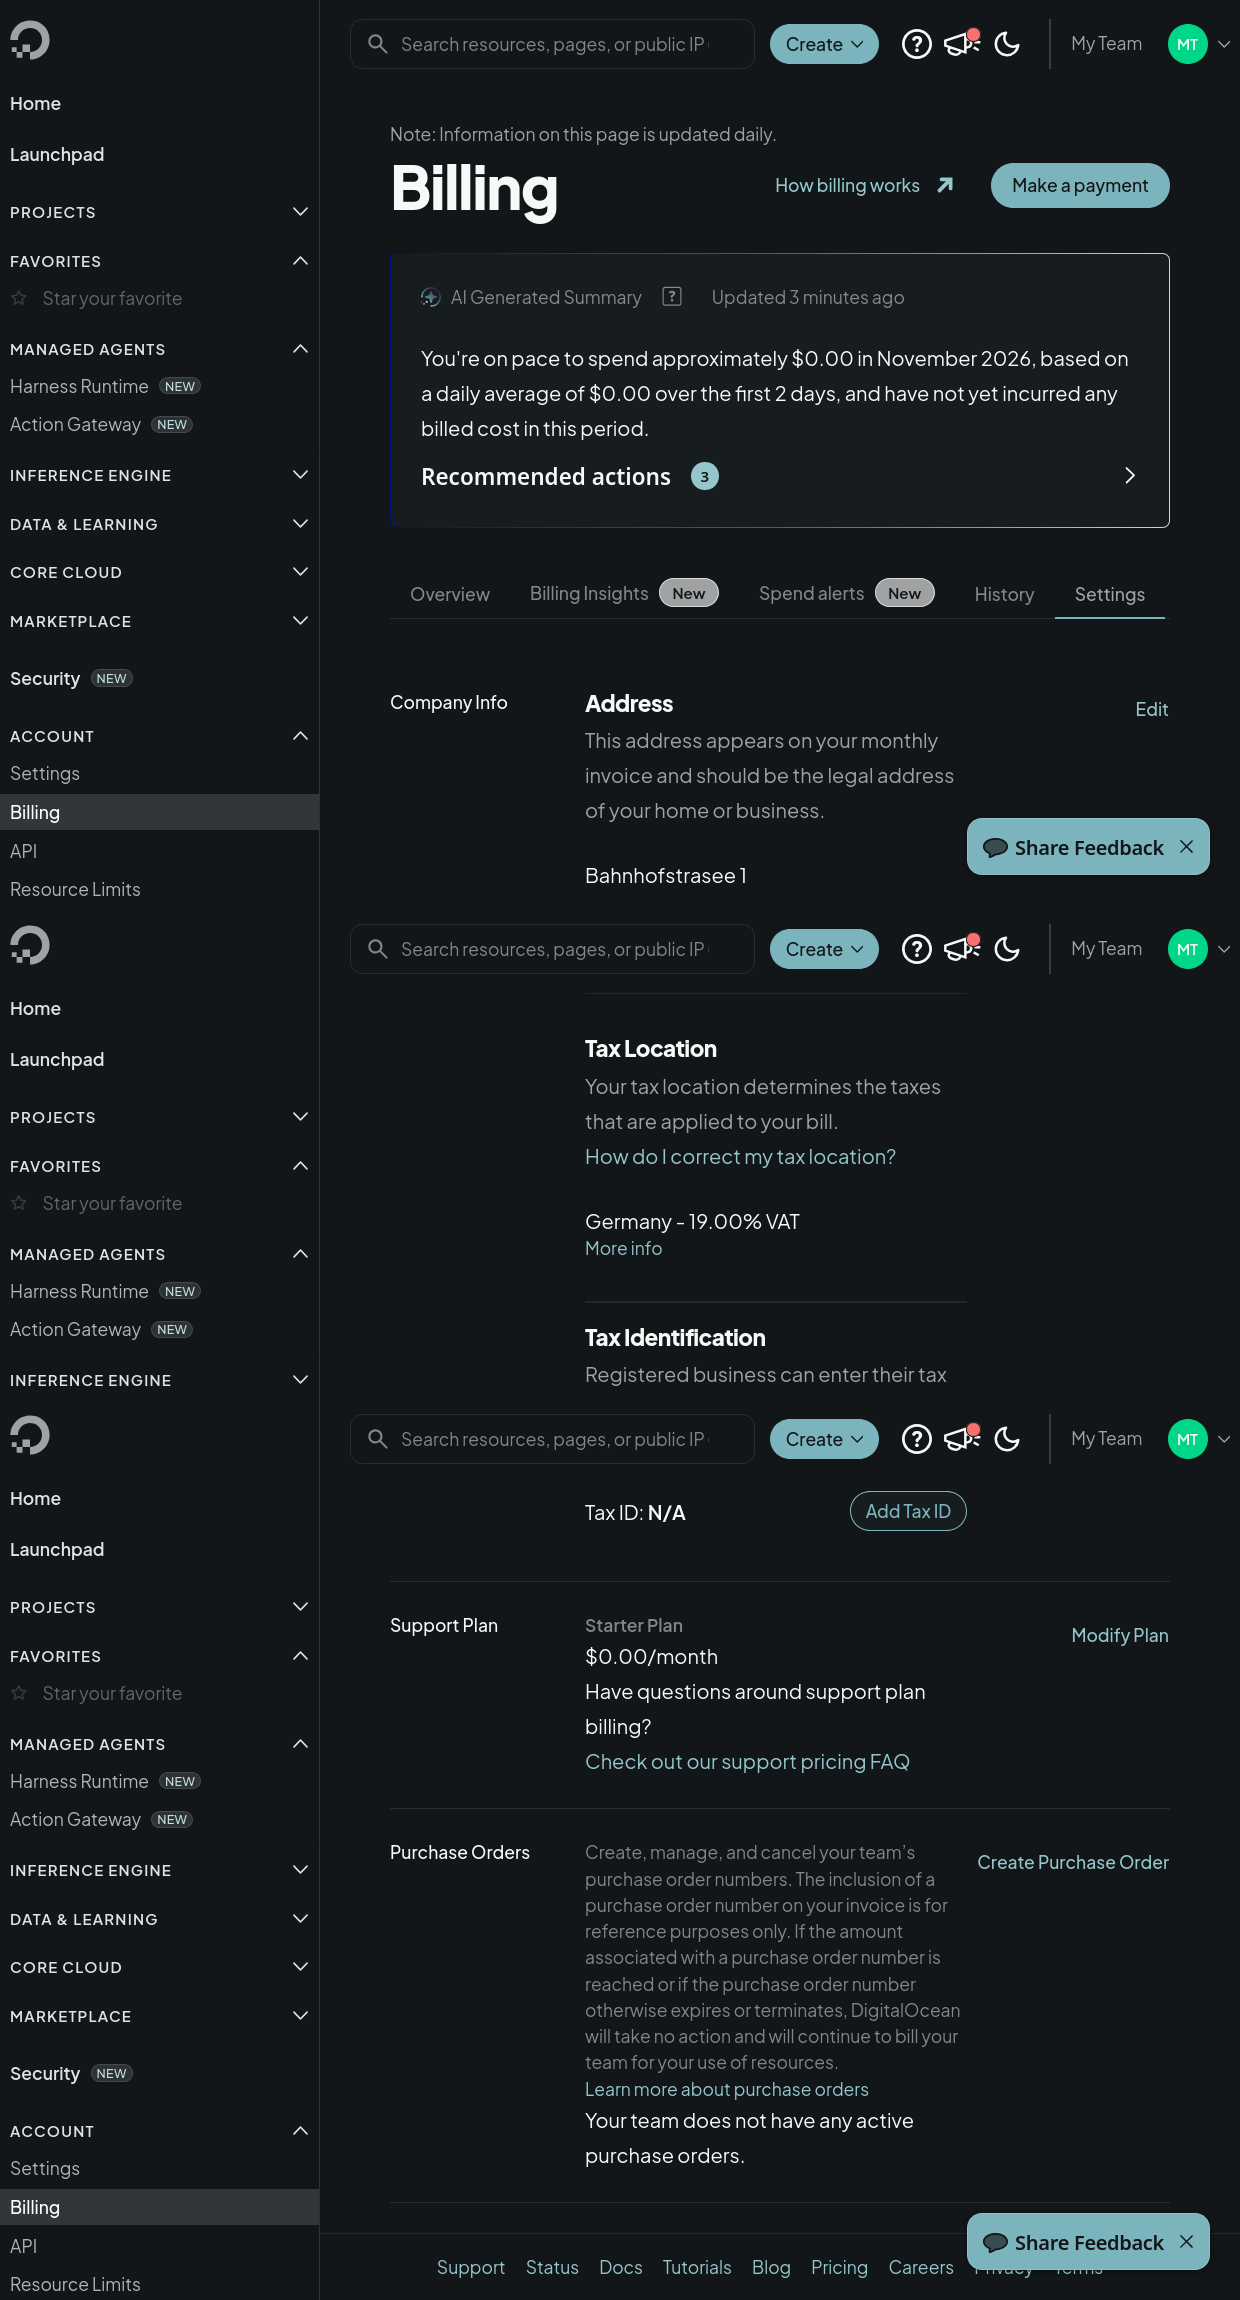 Search resources, pages, or public IP
Create
My Team
MT
Home
Launchpad
PROJECTS
FAVORITES
Star your favorite
MANAGED AGENTS
Harness Runtime NEW
Action Gateway NEW
INFERENCE ENGINE
DATA & LEARNING
CORE CLOUD
MARKETPLACE
Security NEW
ACCOUNT
Settings
Billing
API
Resource Limits
Note: Information on this page is updated daily.
Billing
How billing works
Make a payment
AI Generated Summary ? Updated 3 minutes ago
You're on pace to spend approximately $0.00 in November 2026, based on
a daily average of $0.00 over the first 2 days, and have not yet incurred any
billed cost in this period.
Recommended actions 3
Overview
Billing Insights New
Spend alerts New
History
Settings
Company Info
Address
Edit
This address appears on your monthly
invoice and should be the legal address
of your home or business.
Bahnhofstrasee 1
Share Feedback
Search resources, pages, or public IP
Create
My Team
MT
Home
Launchpad
PROJECTS
FAVORITES
Star your favorite
MANAGED AGENTS
Harness Runtime NEW
Action Gateway NEW
INFERENCE ENGINE
Tax Location
Your tax location determines the taxes
that are applied to your bill.
How do I correct my tax location?
Germany - 19.00% VAT
More info
Tax Identification
Registered business can enter their tax
Search resources, pages, or public IP
Create
My Team
MT
Home
Launchpad
PROJECTS
FAVORITES
Star your favorite
MANAGED AGENTS
Harness Runtime NEW
Action Gateway NEW
INFERENCE ENGINE
DATA & LEARNING
CORE CLOUD
MARKETPLACE
Security NEW
ACCOUNT
Settings
Billing
API
Resource Limits
Tax ID: N/A
Add Tax ID
Support Plan
Starter Plan
Modify Plan
$0.00/month
Have questions around support plan
billing?
Check out our support pricing FAQ
Purchase Orders
Create Purchase Order
Create, manage, and cancel your team's
purchase order numbers. The inclusion of a
purchase order number on your invoice is for
reference purposes only. If the amount
associated with a purchase order number is
reached or if the purchase order number
otherwise expires or terminates, DigitalOcean
will take no action and will continue to bill your
team for your use of resources.
Learn more about purchase orders
Your team does not have any active
purchase orders.
Share Feedback
Support Status Docs Tutorials Blog Pricing Careers